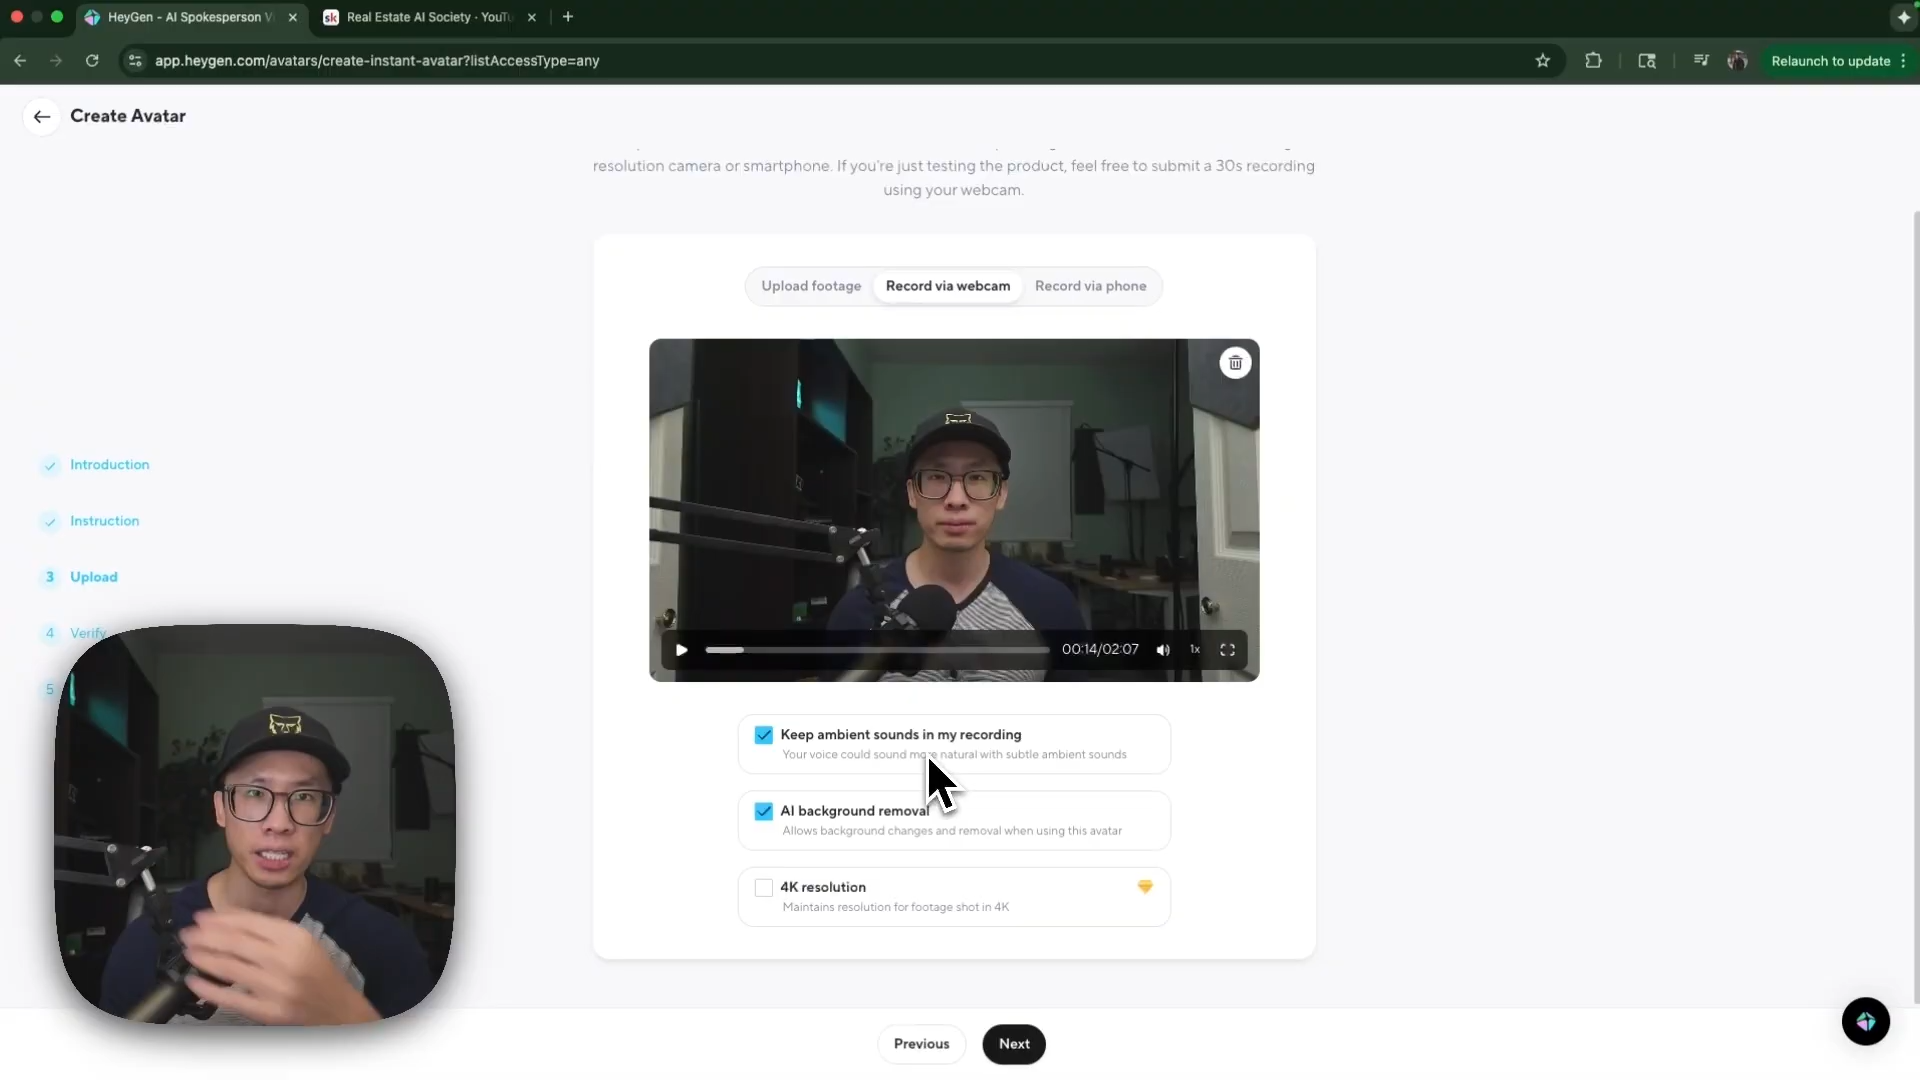 HeyGen - AI Spokesperson V
sk Real Estate AI Society · YouTu
app.heygen.com/avatars/create-instant-avatar?listAccessType=any
Relaunch to update
Create Avatar
resolution camera or smartphone. If you're just testing the product, feel free to submit a 30s recording
using your webcam.
Upload footage
Record via webcam
Record via phone
00:14/02:07
1x
Introduction
Instruction
3 Upload
4 Verify
5
Keep ambient sounds in my recording
Your voice could sound more natural with subtle ambient sounds
AI background removal
Allows background changes and removal when using this avatar
4K resolution
Maintains resolution for footage shot in 4K
Previous
Next